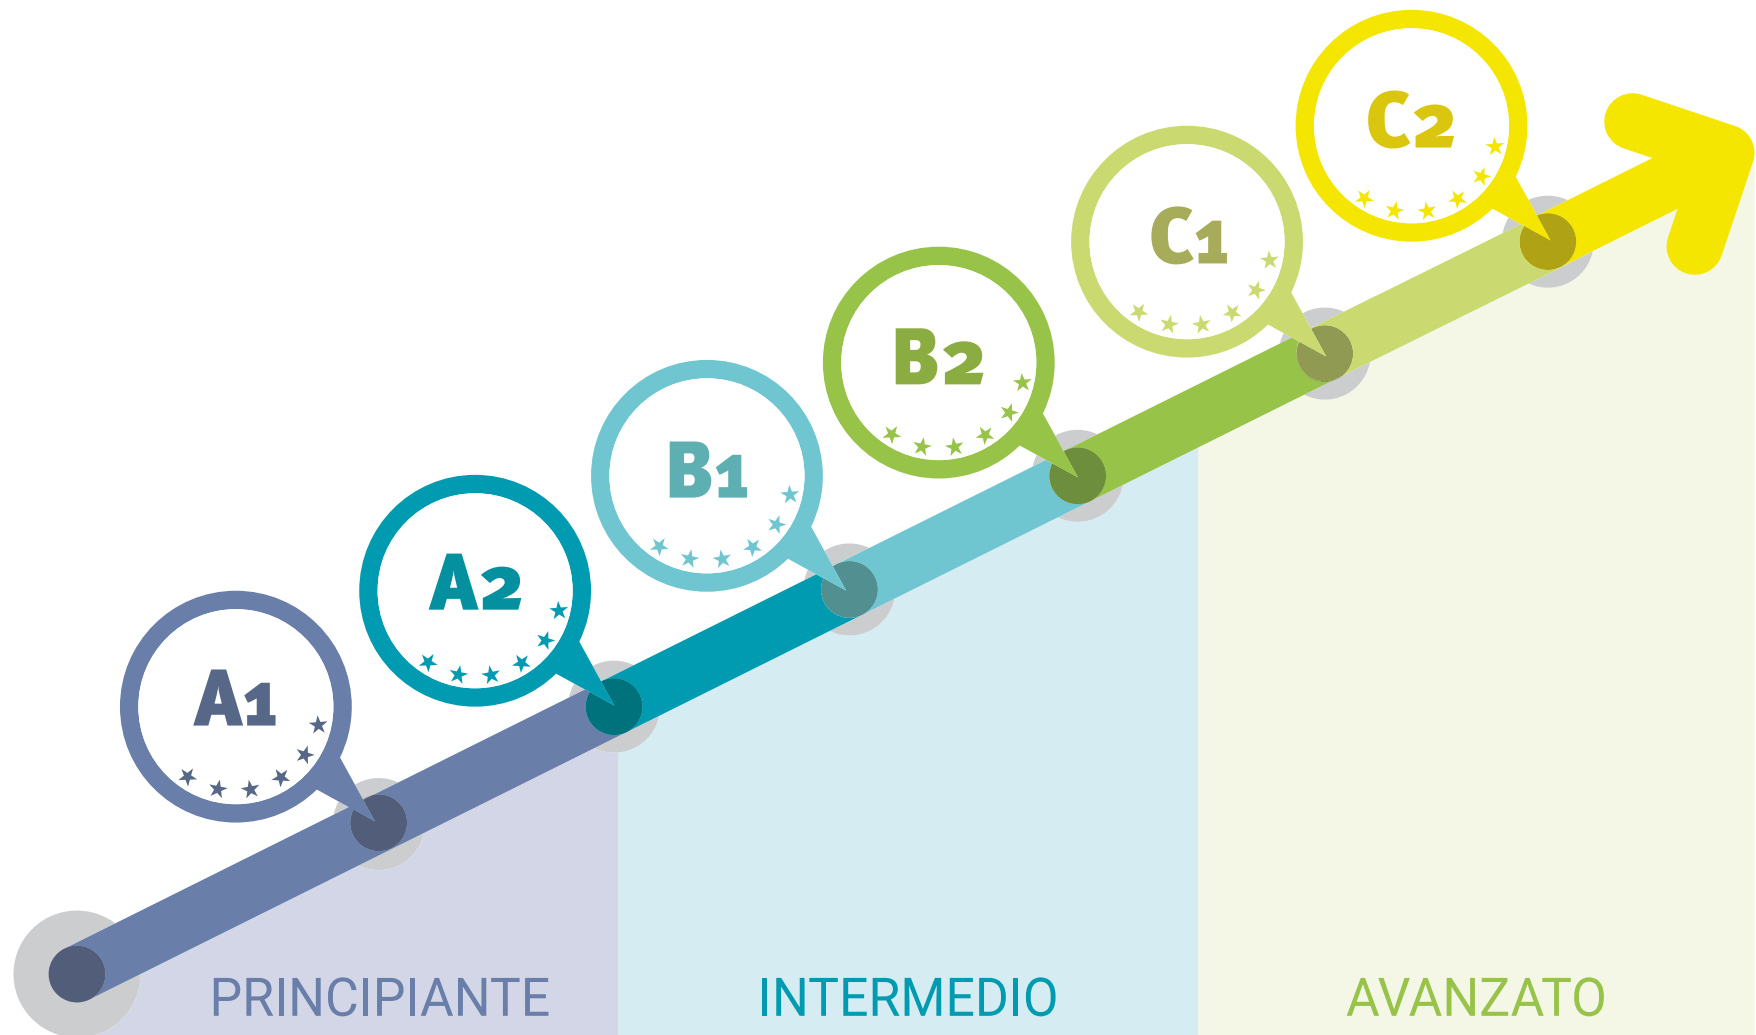 A1
A2
B1
B2
C1
C2
PRINCIPIANTE
INTERMEDIO
AVANZATO